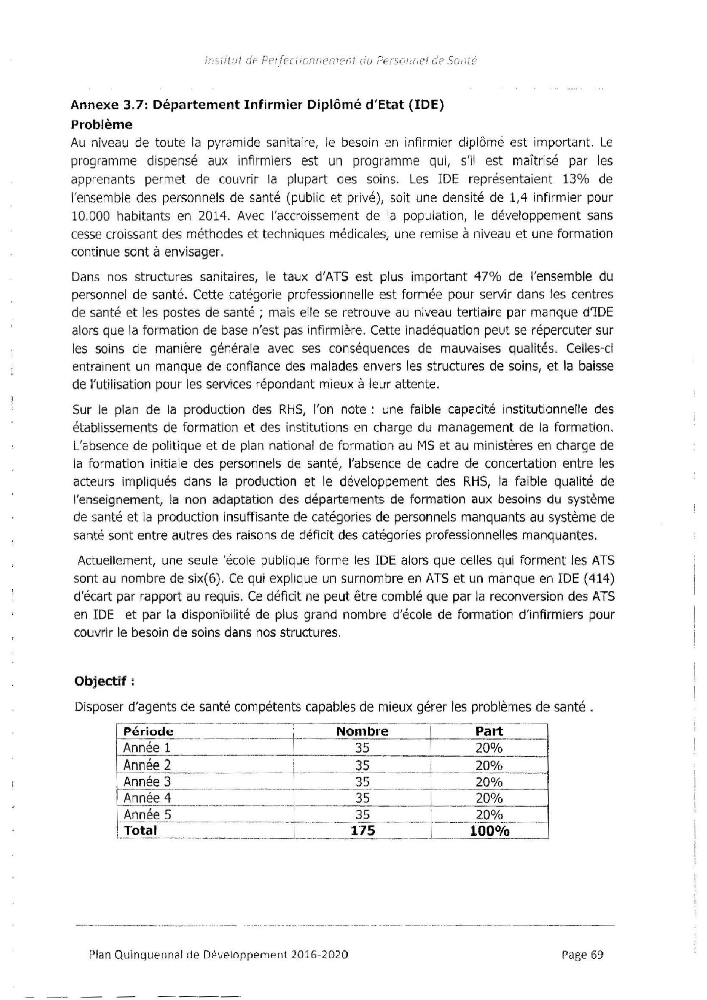 Institut de Perfectionnement du Personnel de Santé
Annexe 3.7: Département Infirmier Diplômé d'Etat (IDE)
Problème
Au niveau de toute la pyramide sanitaire, le besoin en infirmier diplômé est important. Le
programme dispensé aux infirmiers est un programme qui, s'il est maîtrisé par les
apprenants permet de couvrir la plupart des soins. Les IDE représentaient 13% de
l'ensemble des personnels de santé (public et privé), soit une densité de 1,4 infirmier pour
10.000 habitants en 2014. Avec l'accroissement de la population, le développement sans
cesse croissant des méthodes et techniques médicales, une remise à niveau et une formation
continue sont à envisager.
Dans nos structures sanitaires, le taux d'ATS est plus important 47% de l'ensemble du
personnel de santé. Cette catégorie professionnelle est formée pour servir dans les centres
de santé et les postes de santé ; mais elle se retrouve au niveau tertiaire par manque d'IDE
alors que la formation de base n'est pas infirmière. Cette inadéquation peut se répercuter sur
les soins de manière générale avec ses conséquences de mauvaises qualités. Celles-ci
entrainent un manque de confiance des malades envers les structures de soins, et la baisse
de l'utilisation pour les services répondant mieux à leur attente.
Sur le plan de la production des RHS, l'on note : une faible capacité institutionnelle des
établissements de formation et des institutions en charge du management de la formation.
L'absence de politique et de plan national de formation au MS et au ministères en charge de
la formation initiale des personnels de santé, l'absence de cadre de concertation entre les
acteurs impliqués dans la production et le développement des RHS, la faible qualité de
l'enseignement, la non adaptation des départements de formation aux besoins du système
de santé et la production insuffisante de catégories de personnels manquants au système de
santé sont entre autres des raisons de déficit des catégories professionnelles manquantes.
Actuellement, une seule 'école publique forme les IDE alors que celles qui forment les ATS
sont au nombre de six(6). Ce qui explique un surnombre en ATS et un manque en IDE (414)
d'écart par rapport au requis. Ce déficit ne peut être comblé que par la reconversion des ATS
en IDE et par la disponibilité de plus grand nombre d'école de formation d'infirmiers pour
couvrir le besoin de soins dans nos structures.
Objectif :
Disposer d'agents de santé compétents capables de mieux gérer les problèmes de santé .
Période Nombre Part
Année 1 35 20%
Année 2 35 20%
Année 3 35 20%
Année 4 35 20%
Année 5 35 20%
Total 175 100%
Plan Quinquennal de Développement 2016-2020 Page 69